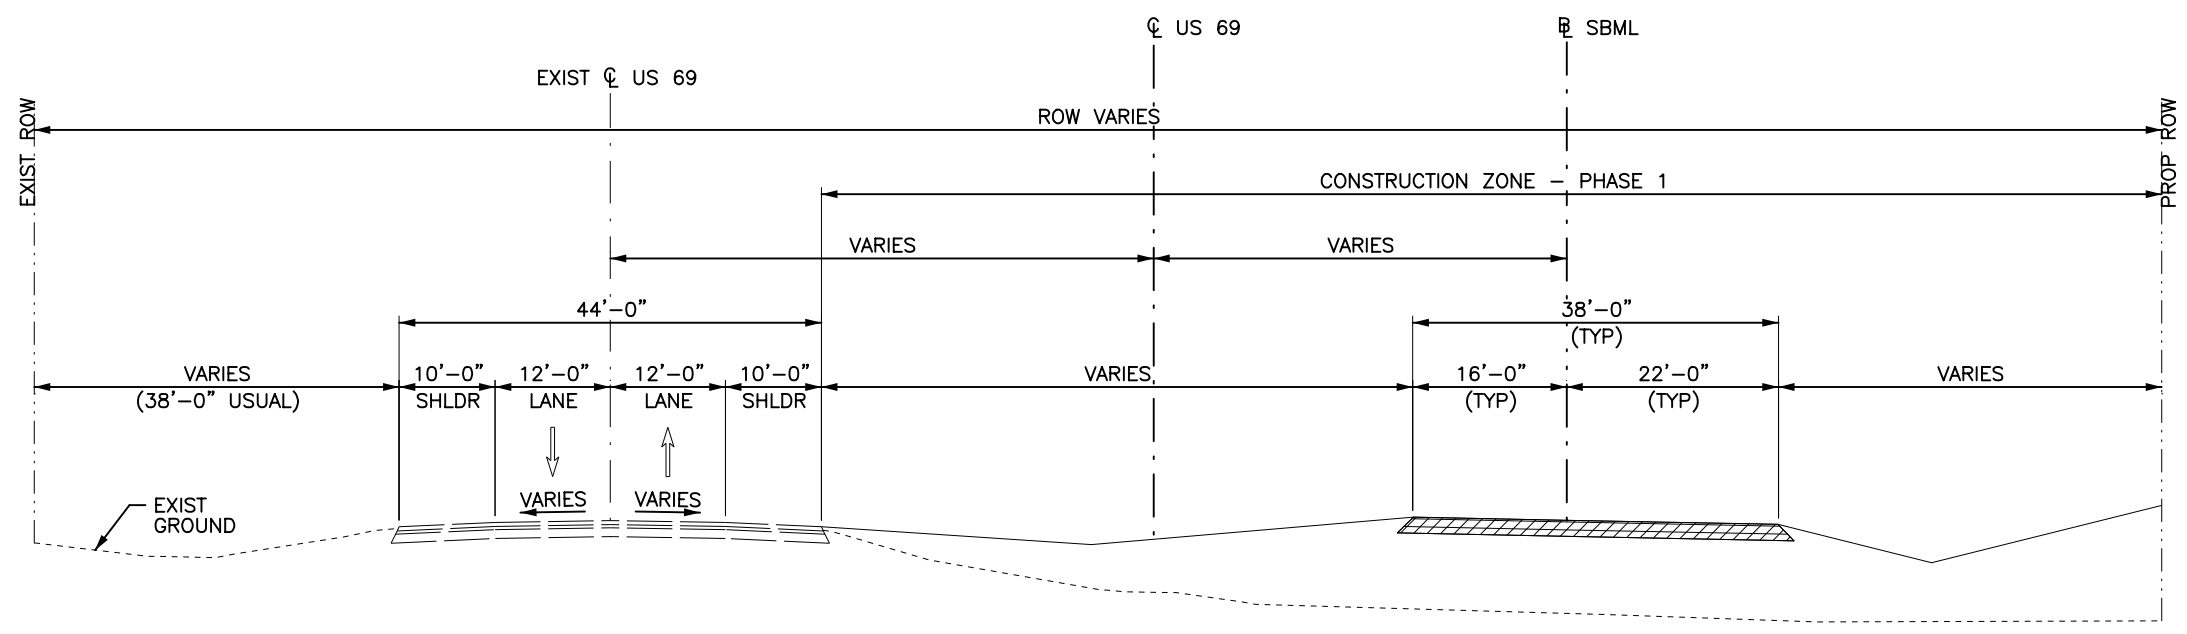 ℄ US 69
BL SBML
EXIST ℄ US 69
EXIST ROW
ROW VARIES
PROP ROW
CONSTRUCTION ZONE – PHASE 1
VARIES
VARIES
44'–0"
38'–0"
(TYP)
VARIES
(38'–0" USUAL)
10'–0"
SHLDR
12'–0"
LANE
12'–0"
LANE
10'–0"
SHLDR
VARIES
16'–0"
(TYP)
22'–0"
(TYP)
VARIES
VARIES
VARIES
EXIST
GROUND